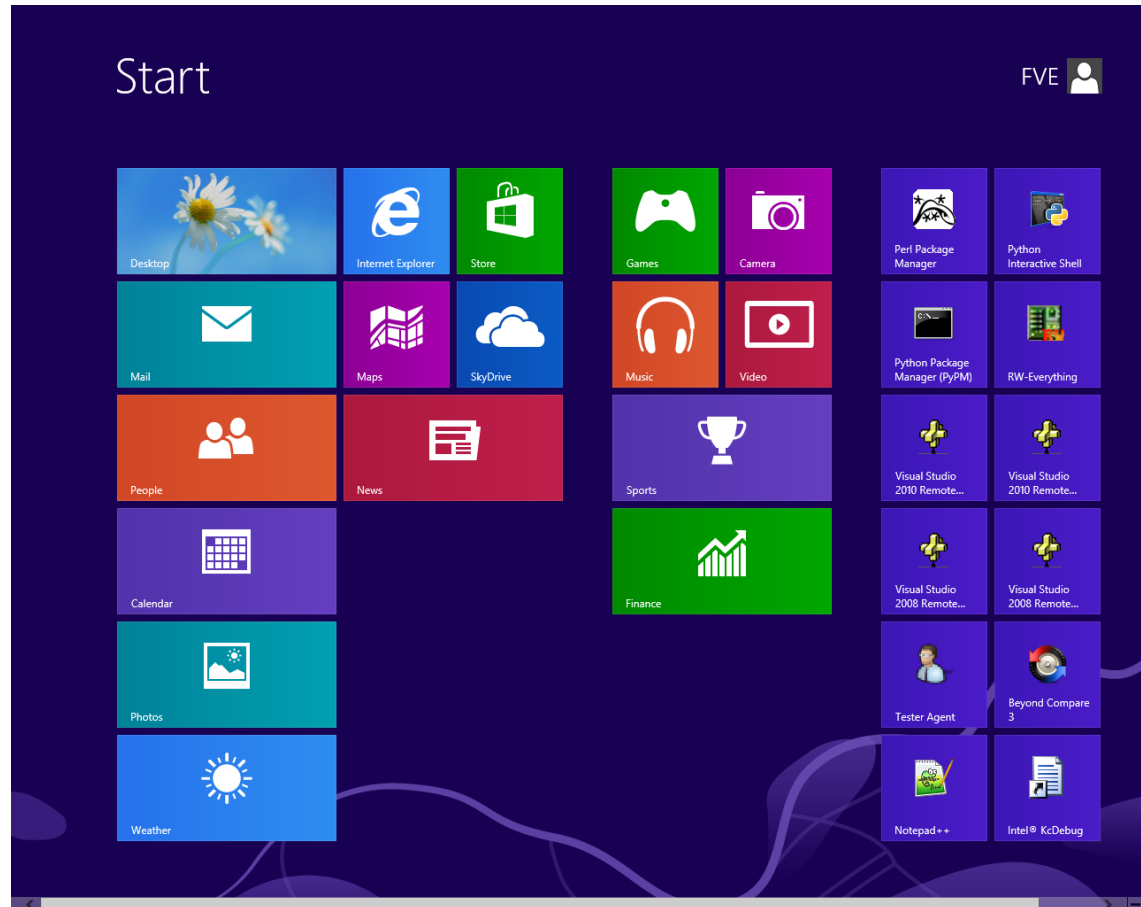 Start
FVE
Desktop
Internet Explorer
Store
Mail
Maps
SkyDrive
People
News
Calendar
Photos
Weather
Games
Camera
Music
Video
Sports
Finance
Perl Package
Manager
Python
Interactive Shell
Python Package
Manager (PyPM)
RW-Everything
Visual Studio
2010 Remote...
Visual Studio
2010 Remote...
Visual Studio
2008 Remote...
Visual Studio
2008 Remote...
Tester Agent
Beyond Compare
3
Notepad++
Intel® KcDebug